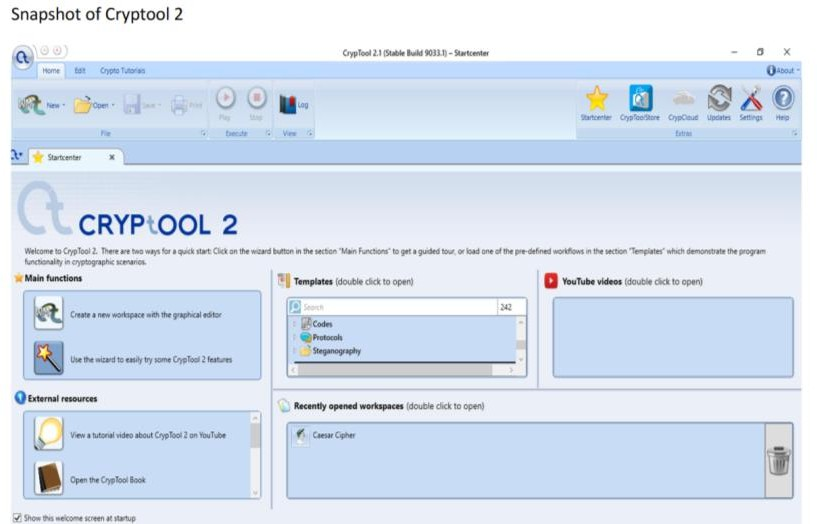 Snapshot of Cryptool 2
CrypTool 2.1 (Stable Build 9033.1) – Startcenter
Home Edit Crypto Tutorials
About
New Open Save Print Play Stop Log
Startcenter CrypToolStore CrypCloud Updates Settings Help
File Execute View Extras
Startcenter
CRYPtOOL 2
Welcome to CrypTool 2. There are two ways for a quick start: Click on the wizard button in the section "Main Functions" to get a guided tour, or load one of the pre-defined workflows in the section "Templates" which demonstrate the program
functionality in cryptographic scenarios.
Main functions
Create a new workspace with the graphical editor
Use the wizard to easily try some CrypTool 2 features
Templates (double click to open)
Search 242
Codes
Protocols
Steganography
YouTube videos (double click to open)
External resources
View a tutorial video about CrypTool 2 on YouTube
Open the CrypTool Book
Recently opened workspaces (double click to open)
Caesar Cipher
Show this welcome screen at startup